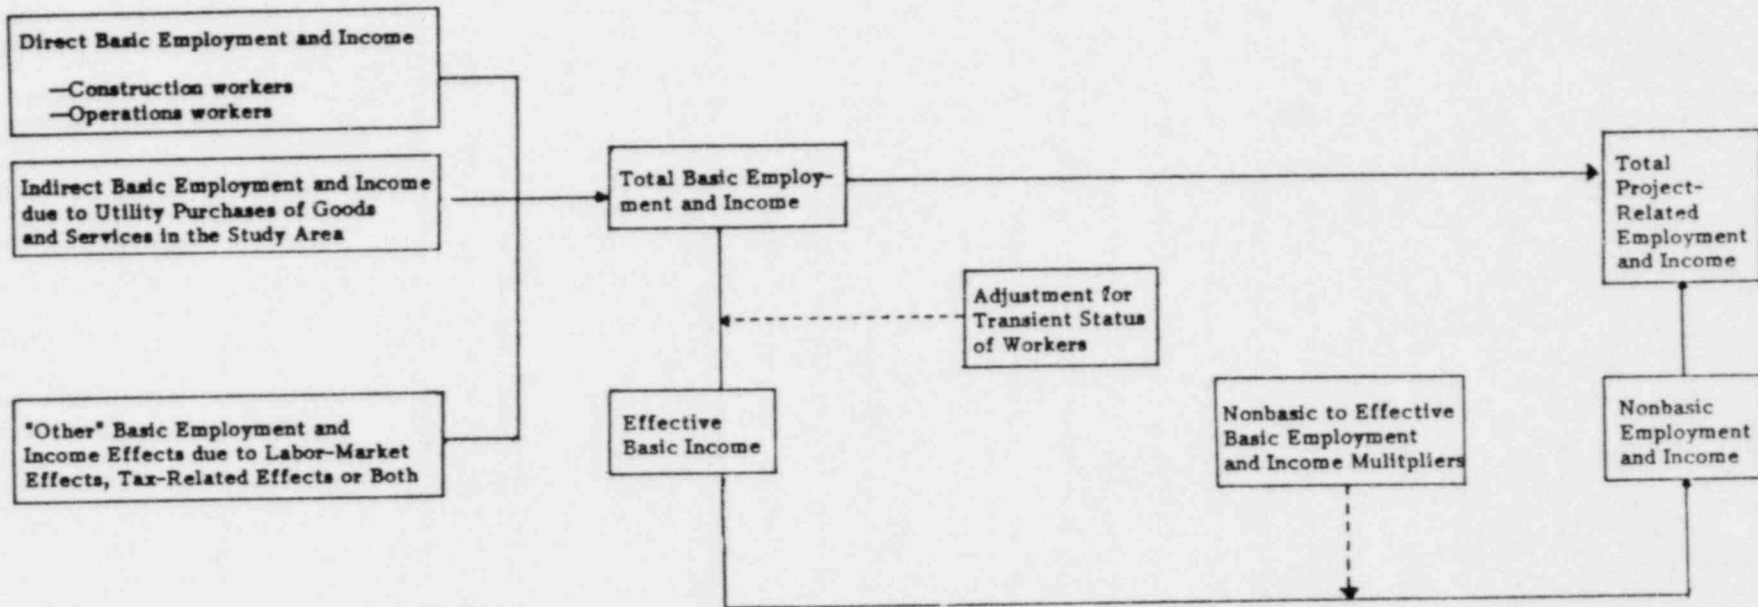 Direct Basic Employment and Income
—Construction workers
—Operations workers
Indirect Basic Employment and Income
due to Utility Purchases of Goods
and Services in the Study Area
"Other" Basic Employment and
Income Effects due to Labor-Market
Effects, Tax-Related Effects or Both
Total Basic Employ-
ment and Income
Effective
Basic Income
Adjustment for
Transient Status
of Workers
Nonbasic to Effective
Basic Employment
and Income Mulitpliers
Total
Project-
Related
Employment
and Income
Nonbasic
Employment
and Income